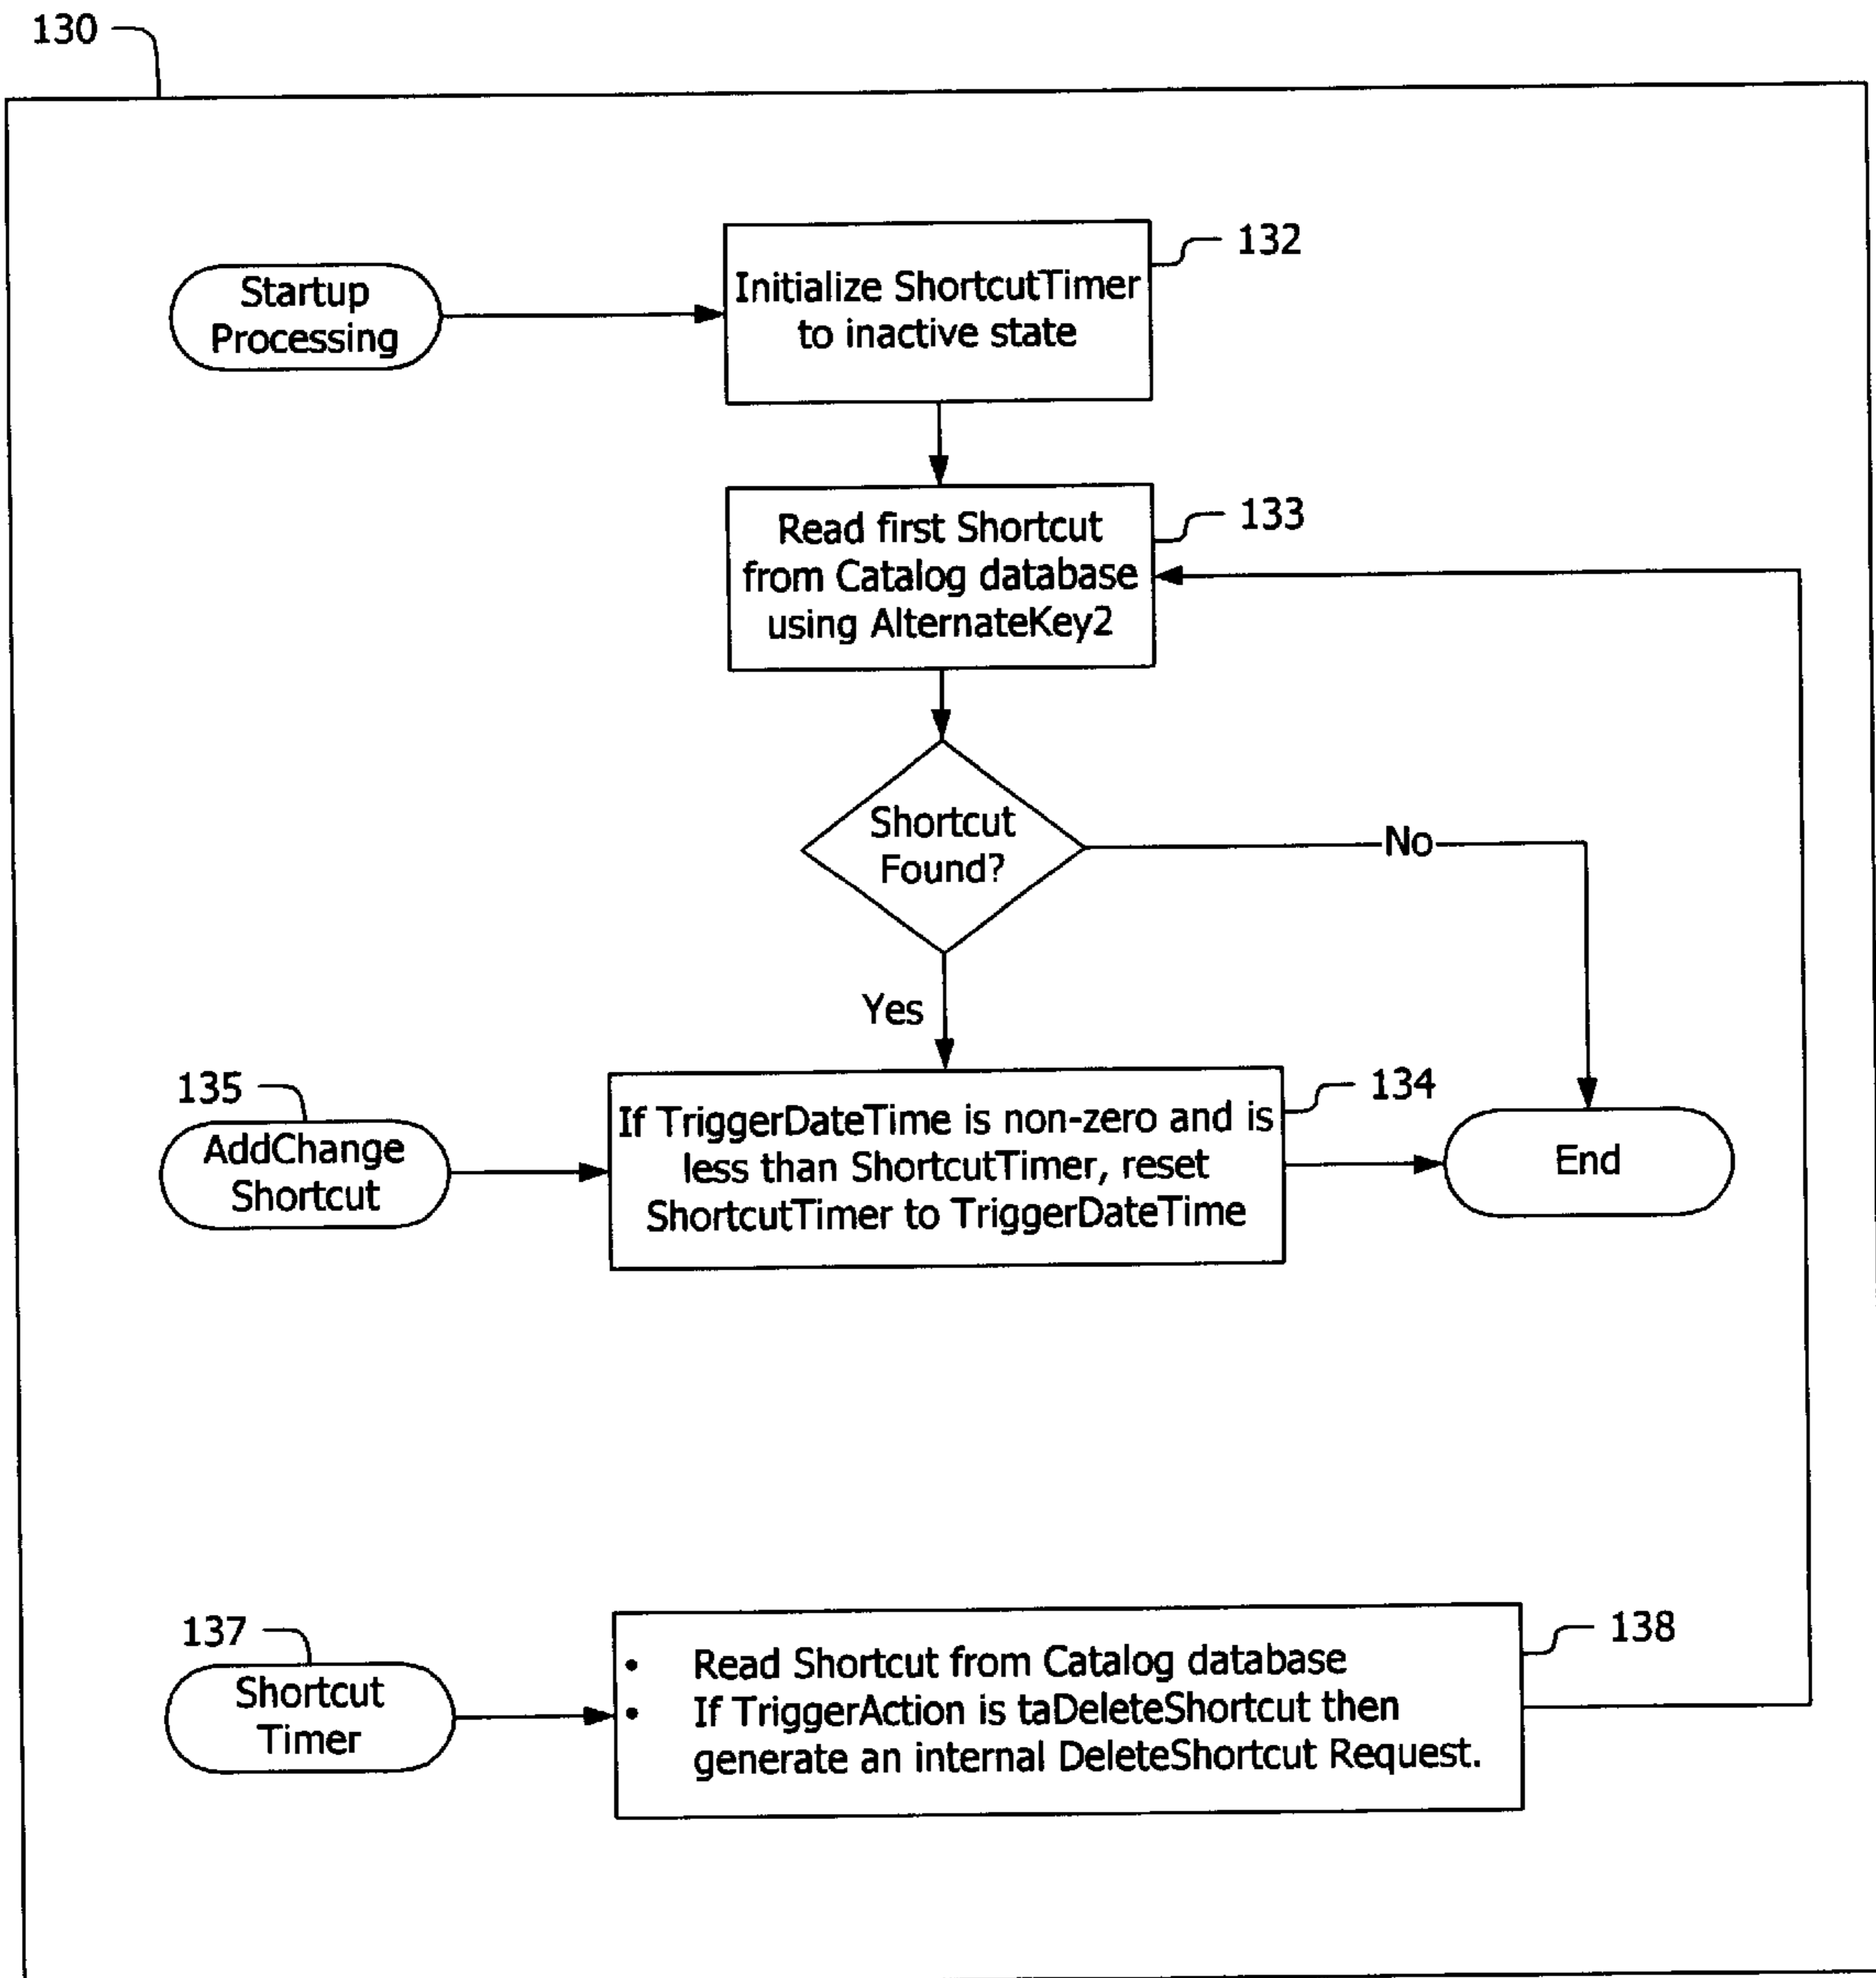 130
132
Startup
Processing
Initialize ShortcutTimer
to inactive state
133
Read first Shortcut
from Catalog database
using AlternateKey2
Shortcut
Found?
No
Yes
135
AddChange
Shortcut
134
If TriggerDateTime is non-zero and is
less than ShortcutTimer, reset
ShortcutTimer to TriggerDateTime
End
137
Shortcut
Timer
138
• Read Shortcut from Catalog database
• If TriggerAction is taDeleteShortcut then
generate an internal DeleteShortcut Request.